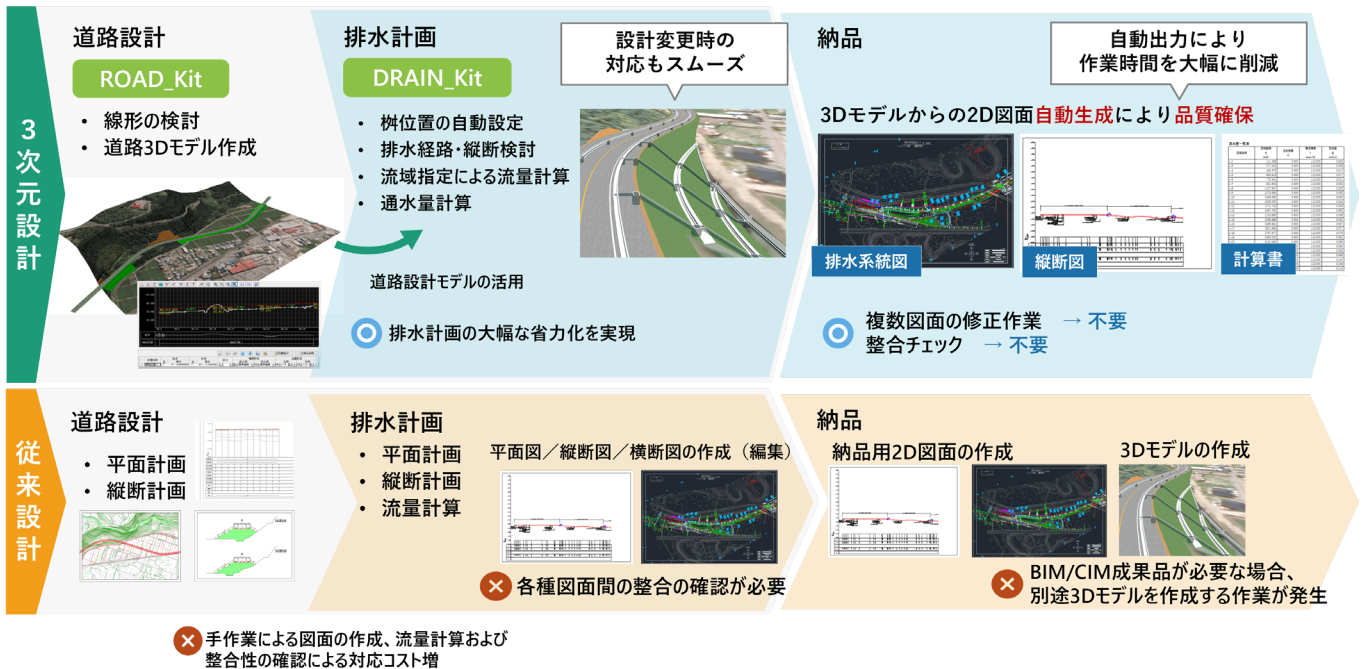 3次元設計
道路設計
ROAD_Kit
・ 線形の検討
・ 道路3Dモデル作成
排水計画
DRAIN_Kit
・ 桝位置の自動設定
・ 排水経路・縦断検討
・ 流域指定による流量計算
・ 通水量計算
設計変更時の
対応もスムーズ
道路設計モデルの活用
排水計画の大幅な省力化を実現
納品
自動出力により
作業時間を大幅に削減
3Dモデルからの2D図面自動生成により品質確保
排水系統図
縦断図
計算書
複数図面の修正作業 → 不要
整合チェック → 不要
従来設計
道路設計
・ 平面計画
・ 縦断計画
排水計画
・ 平面計画
・ 縦断計画
・ 流量計算
平面図／縦断図／横断図の作成（編集）
各種図面間の整合の確認が必要
納品
納品用2D図面の作成
3Dモデルの作成
BIM/CIM成果品が必要な場合、
別途3Dモデルを作成する作業が発生
手作業による図面の作成、流量計算および
整合性の確認による対応コスト増